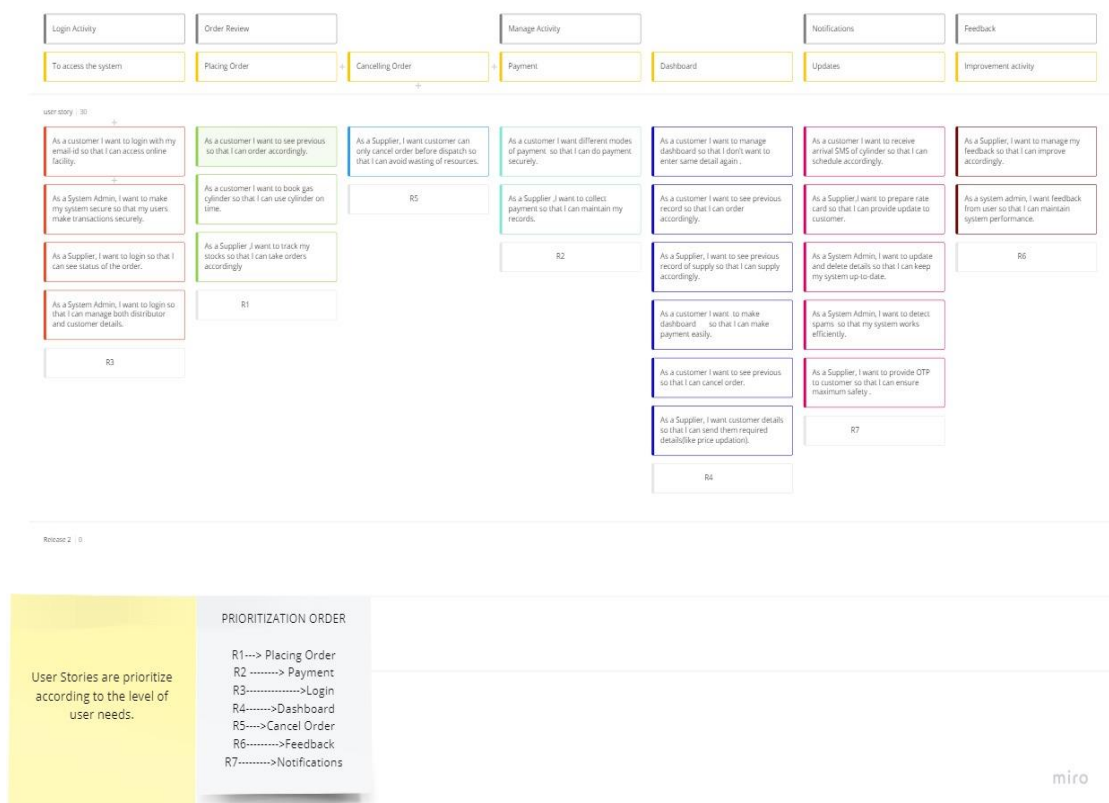 Login Activity
Order Review
Manage Activity
Notifications
Feedback
To access the system
Placing Order
Cancelling Order
Payment
Dashboard
Updates
Improvement activity
user story | 30
As a customer I want to login with my
email-id so that I can access online
facility.
As a System Admin, I want to make
my system secure so that my users
make transactions securely.
As a Supplier, I want to login so that I
can see status of the order.
As a System Admin, I want to login so
that I can manage both distributor
and customer details.
R3
As a customer I want to see previous
so that I can order accordingly.
As a customer I want to book gas
cylinder so that I can use cylinder on
time.
As a Supplier ,I want to track my
stocks so that I can take orders
accordingly
R1
As a Supplier, I want customer can
only cancel order before dispatch so
that I can avoid wasting of resources.
R5
As a customer I want different modes
of payment so that I can do payment
securely.
As a Supplier ,I want to collect
payment so that I can maintain my
records.
R2
As a customer I want to manage
dashboard so that I don't want to
enter same detail again .
As a customer I want to see previous
record so that I can order
accordingly.
As a Supplier, I want to see previous
record of supply so that I can supply
accordingly.
As a customer I want to make
dashboard so that I can make
payment easily.
As a customer I want to see previous
so that I can cancel order.
As a Supplier, I want customer details
so that I can send them required
details(like price updation).
R4
As a customer I want to receive
arrival SMS of cylinder so that I can
schedule accordingly.
As a Supplier,I want to prepare rate
card so that I can provide update to
customer.
As a System Admin, I want to update
and delete details so that I can keep
my system up-to-date.
As a System Admin, I want to detect
spams so that my system works
efficiently.
As a Supplier, I want to provide OTP
to customer so that I can ensure
maximum safety .
R7
As a Supplier, I want to manage my
feedback so that I can improve
accordingly.
As a system admin, I want feedback
from user so that I can maintain
system performance.
R6
Release 2 | 0
User Stories are prioritize
according to the level of
user needs.
PRIORITIZATION ORDER
R1---> Placing Order
R2 --------> Payment
R3--------------->Login
R4------->Dashboard
R5---->Cancel Order
R6--------->Feedback
R7--------->Notifications
miro